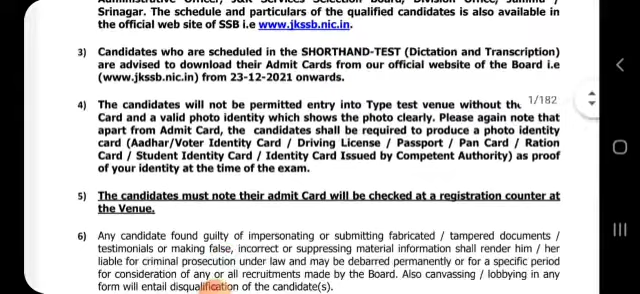 Srinagar. The schedule and particulars of the qualified candidates is also available in
the official web site of SSB i.e www.jkssb.nic.in.
3) Candidates who are scheduled in the SHORTHAND-TEST (Dictation and Transcription)
are advised to download their Admit Cards from our official website of the Board i.e
(www.jkssb.nic.in) from 23-12-2021 onwards.
4) The candidates will not be permitted entry into Type test venue without
1/182
Card and a valid photo identity which shows the photo clearly. Please again note that
apart from Admit Card, the candidates shall be required to produce a photo identity
card (Aadhar/Voter Identity Card / Driving License / Passport / Pan Card / Ration
Card / Student Identity Card / Identity Card Issued by Competent Authority) as proof
of your identity at the time of the exam.
5) The candidates must note their admit Card will be checked at a registration counter at
the Venue.
6) Any candidate found guilty of impersonating or submitting fabricated / tampered documents /
testimonials or making false, incorrect or suppressing material information shall render him / her
liable for criminal prosecution under law and may be debarred permanently or for a specific period
for consideration of any or all recruitments made by the Board. Also canvassing / lobbying in any
form will entail disqualification of the candidate(s).